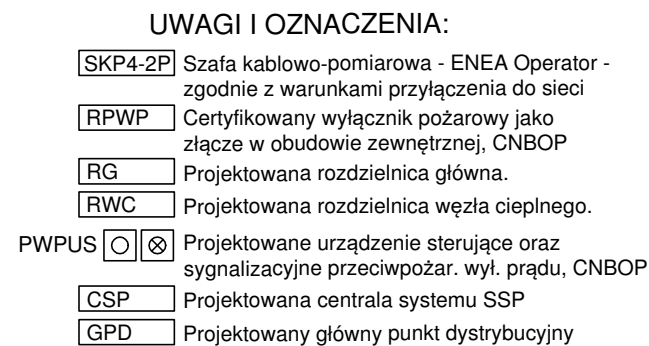 UWAGI I OZNACZENIA:
SKP4-2P Szafa kablowo-pomiarowa - ENEA Operator -
zgodnie z warunkami przyłączenia do sieci
RPWP Certyfikowany wyłącznik pożarowy jako
złącze w obudowie zewnętrznej, CNBOP
RG Projektowana rozdzielnica główna.
RWC Projektowana rozdzielnica węzła cieplnego.
PWPUS Projektowane urządzenie sterujące oraz
sygnalizacyjne przeciwpożar. wył. prądu, CNBOP
CSP Projektowana centrala systemu SSP
GPD Projektowany główny punkt dystrybucyjny